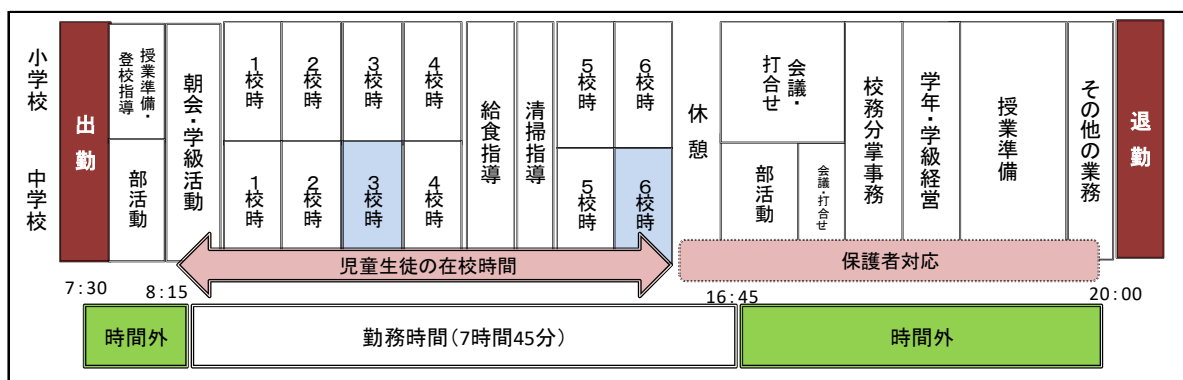 小学校
中学校
出勤
授業準備・
登校指導
部活動
朝会・学級活動
1校時
2校時
3校時
4校時
1校時
2校時
3校時
4校時
給食指導
清掃指導
5校時
6校時
5校時
6校時
休憩
会議・
打合せ
部活動
会議・打合せ
校務分掌事務
学年・学級経営
授業準備
その他の業務
退勤
児童生徒の在校時間
保護者対応
7:30
8:15
16:45
20:00
時間外
勤務時間(7時間45分)
時間外